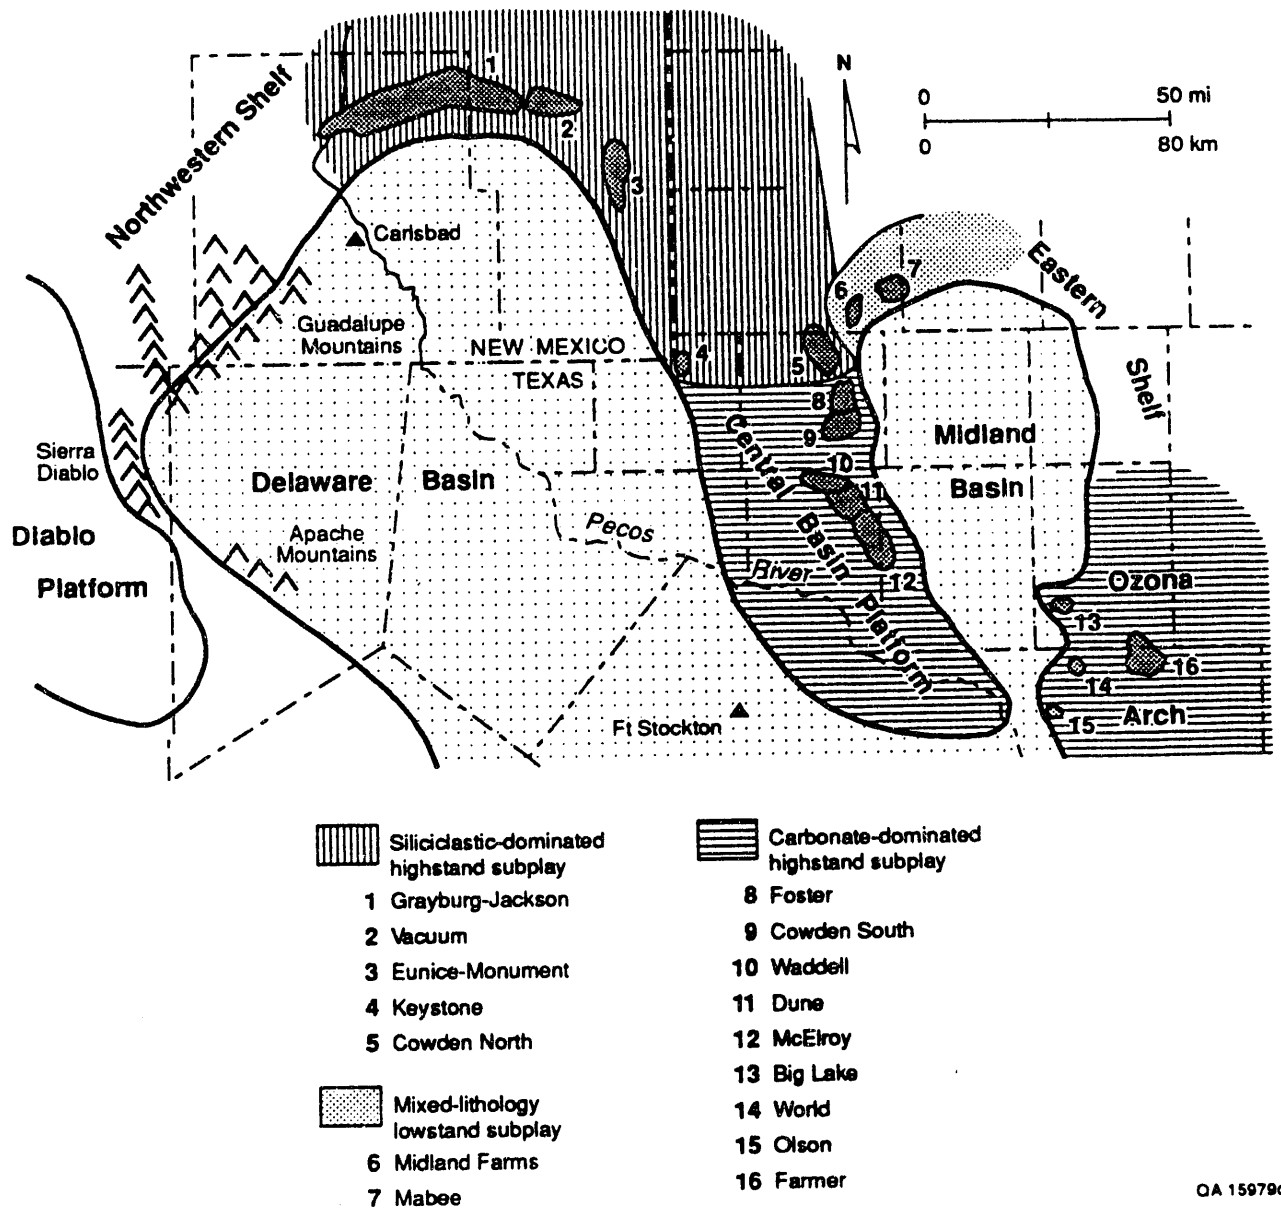 Northwestern Shelf
1
2
3
N
0 50 mi
0 80 km
Carlsbad
Guadalupe
Mountains
NEW MEXICO
TEXAS
4
5
6
7
Eastern
Shelf
8
9
10
11
12
Central Basin Platform
Midland
Basin
Sierra
Diablo
Delaware Basin
Diablo
Platform
Apache
Mountains
Pecos
River
Ft Stockton
Ozona
Arch
13
14
15
16
Siliciclastic-dominated
highstand subplay
1 Grayburg-Jackson
2 Vacuum
3 Eunice-Monument
4 Keystone
5 Cowden North
Mixed-lithology
lowstand subplay
6 Midland Farms
7 Mabee
Carbonate-dominated
highstand subplay
8 Foster
9 Cowden South
10 Waddell
11 Dune
12 McElroy
13 Big Lake
14 World
15 Olson
16 Farmer
QA 15979c